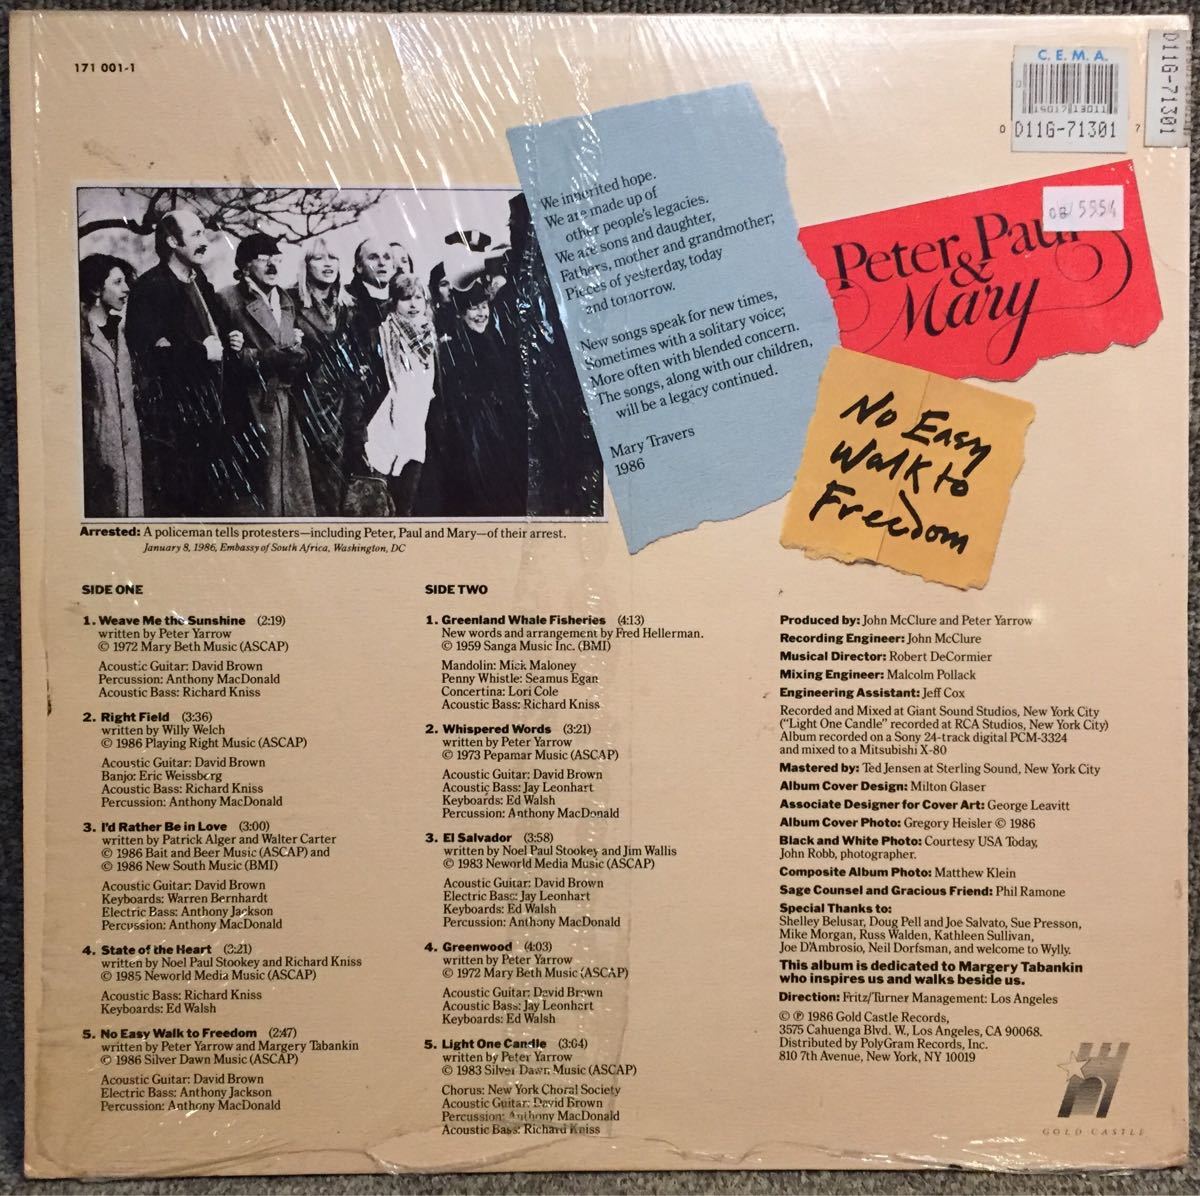 171 001-1
C. E. M. A.
0
19017 13011
0 D11G-71301 7
D11G-71301
We inherited hope.
We are made up of
other people's legacies.
We are sons and daughter,
Fathers, mother and grandmother;
Pieces of yesterday, today
and tomorrow.
New songs speak for new times,
Sometimes with a solitary voice;
More often with blended concern.
The songs, along with our children,
will be a legacy continued.
Mary Travers
1986
5554
Peter, Paul
& Mary
No Easy
Walk to
Freedom
Arrested: A policeman tells protesters—including Peter, Paul and Mary—of their arrest.
January 8, 1986, Embassy of South Africa, Washington, DC
SIDE ONE
1. Weave Me the Sunshine (2:19)
written by Peter Yarrow
© 1972 Mary Beth Music (ASCAP)
Acoustic Guitar: David Brown
Percussion: Anthony MacDonald
Acoustic Bass: Richard Kniss
2. Right Field (3:36)
written by Willy Welch
© 1986 Playing Right Music (ASCAP)
Acoustic Guitar: David Brown
Banjo: Eric Weissberg
Acoustic Bass: Richard Kniss
Percussion: Anthony MacDonald
3. I'd Rather Be in Love (3:00)
written by Patrick Alger and Walter Carter
© 1986 Bait and Beer Music (ASCAP) and
© 1986 New South Music (BMI)
Acoustic Guitar: David Brown
Keyboards: Warren Bernhardt
Electric Bass: Anthony Jackson
Percussion: Anthony MacDonald
4. State of the Heart (3:21)
written by Noel Paul Stookey and Richard Kniss
© 1985 Neworld Media Music (ASCAP)
Acoustic Bass: Richard Kniss
Keyboards: Ed Walsh
5. No Easy Walk to Freedom (2:47)
written by Peter Yarrow and Margery Tabankin
© 1986 Silver Dawn Music (ASCAP)
Acoustic Guitar: David Brown
Electric Bass: Anthony Jackson
Percussion: Anthony MacDonald
SIDE TWO
1. Greenland Whale Fisheries (4:13)
New words and arrangement by Fred Hellerman.
© 1959 Sanga Music Inc. (BMI)
Mandolin: Mick Maloney
Penny Whistle: Seamus Egan
Concertina: Lori Cole
Acoustic Bass: Richard Kniss
2. Whispered Words (3:21)
written by Peter Yarrow
© 1973 Pepamar Music (ASCAP)
Acoustic Guitar: David Brown
Acoustic Bass: Jay Leonhart
Keyboards: Ed Walsh
Percussion: Anthony MacDonald
3. El Salvador (3:58)
written by Noel Paul Stookey and Jim Wallis
© 1983 Neworld Media Music (ASCAP)
Acoustic Guitar: David Brown
Electric Bass: Jay Leonhart
Keyboards: Ed Walsh
Percussion: Anthony MacDonald
4. Greenwood (4:03)
written by Peter Yarrow
© 1972 Mary Beth Music (ASCAP)
Acoustic Guitar: David Brown
Acoustic Bass: Jay Leonhart
Keyboards: Ed Walsh
5. Light One Candle (3:04)
written by Peter Yarrow
© 1983 Silver Dawn Music (ASCAP)
Chorus: New York Choral Society
Acoustic Guitar: David Brown
Percussion: Anthony MacDonald
Acoustic Bass: Richard Kniss
Produced by: John McClure and Peter Yarrow
Recording Engineer: John McClure
Musical Director: Robert DeCormier
Mixing Engineer: Malcolm Pollack
Engineering Assistant: Jeff Cox
Recorded and Mixed at Giant Sound Studios, New York City
("Light One Candle" recorded at RCA Studios, New York City)
Album recorded on a Sony 24-track digital PCM-3324
and mixed to a Mitsubishi X-80
Mastered by: Ted Jensen at Sterling Sound, New York City
Album Cover Design: Milton Glaser
Associate Designer for Cover Art: George Leavitt
Album Cover Photo: Gregory Heisler © 1986
Black and White Photo: Courtesy USA Today,
John Robb, photographer.
Composite Album Photo: Matthew Klein
Sage Counsel and Gracious Friend: Phil Ramone
Special Thanks to:
Shelley Belusar, Doug Pell and Joe Salvato, Sue Presson,
Mike Morgan, Russ Walden, Kathleen Sullivan,
Joe D'Ambrosio, Neil Dorfsman, and welcome to Wylly.
This album is dedicated to Margery Tabankin
who inspires us and walks beside us.
Direction: Fritz/Turner Management: Los Angeles
© ℗ 1986 Gold Castle Records,
3575 Cahuenga Blvd. W., Los Angeles, CA 90068.
Distributed by PolyGram Records, Inc.
810 7th Avenue, New York, NY 10019
GOLD CASTLE